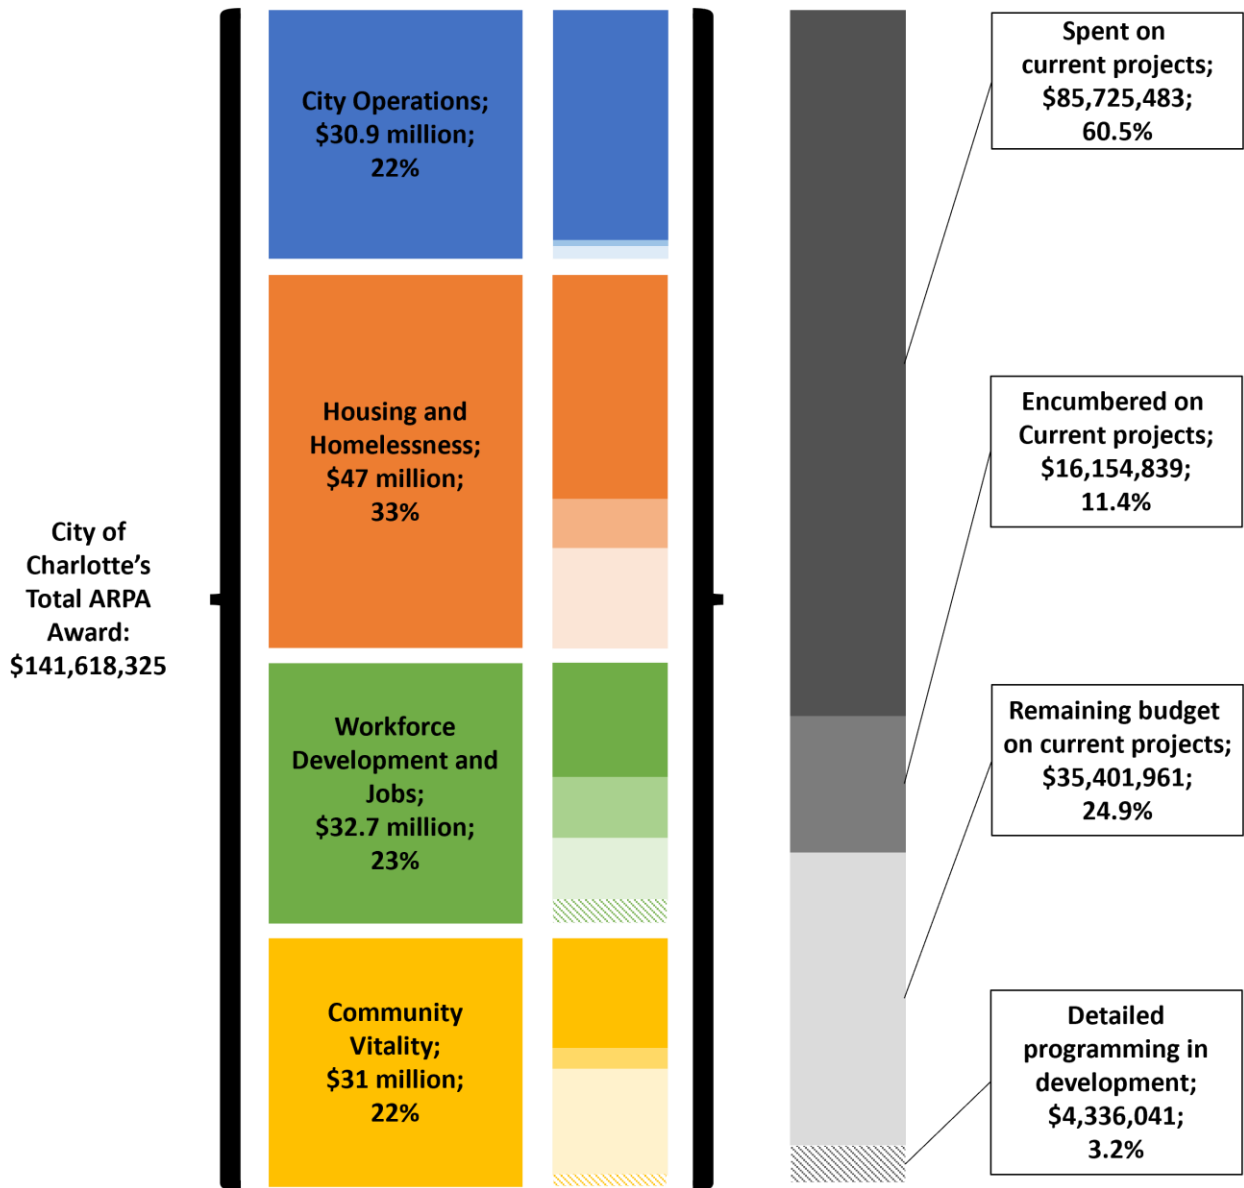 City of
Charlotte’s
Total ARPA
Award:
$141,618,325
City Operations;
$30.9 million;
22%
Housing and
Homelessness;
$47 million;
33%
Workforce
Development and
Jobs;
$32.7 million;
23%
Community
Vitality;
$31 million;
22%
Spent on
current projects;
$85,725,483;
60.5%
Encumbered on
Current projects;
$16,154,839;
11.4%
Remaining budget
on current projects;
$35,401,961;
24.9%
Detailed
programming in
development;
$4,336,041;
3.2%